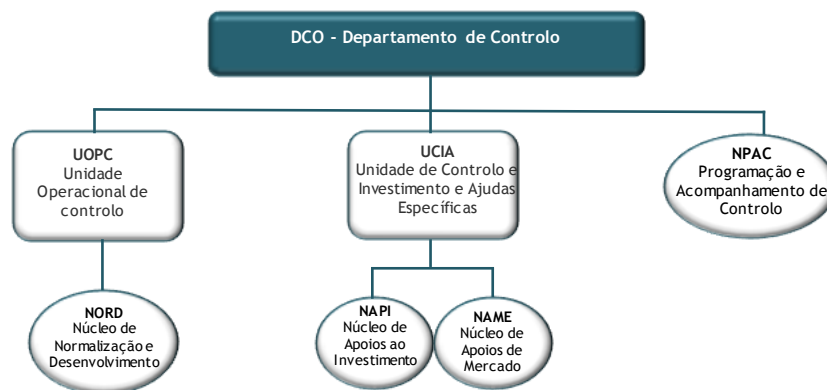 DCO - Departamento de Controlo
UOPC
Unidade
Operacional de
controlo
UCIA
Unidade de Controlo e
Investimento e Ajudas
Específicas
NPAC
Programação e
Acompanhamento de
Controlo
NORD
Núcleo de
Normalização e
Desenvolvimento
NAPI
Núcleo de
Apoios ao
Investimento
NAME
Núcleo de
Apoios de
Mercado